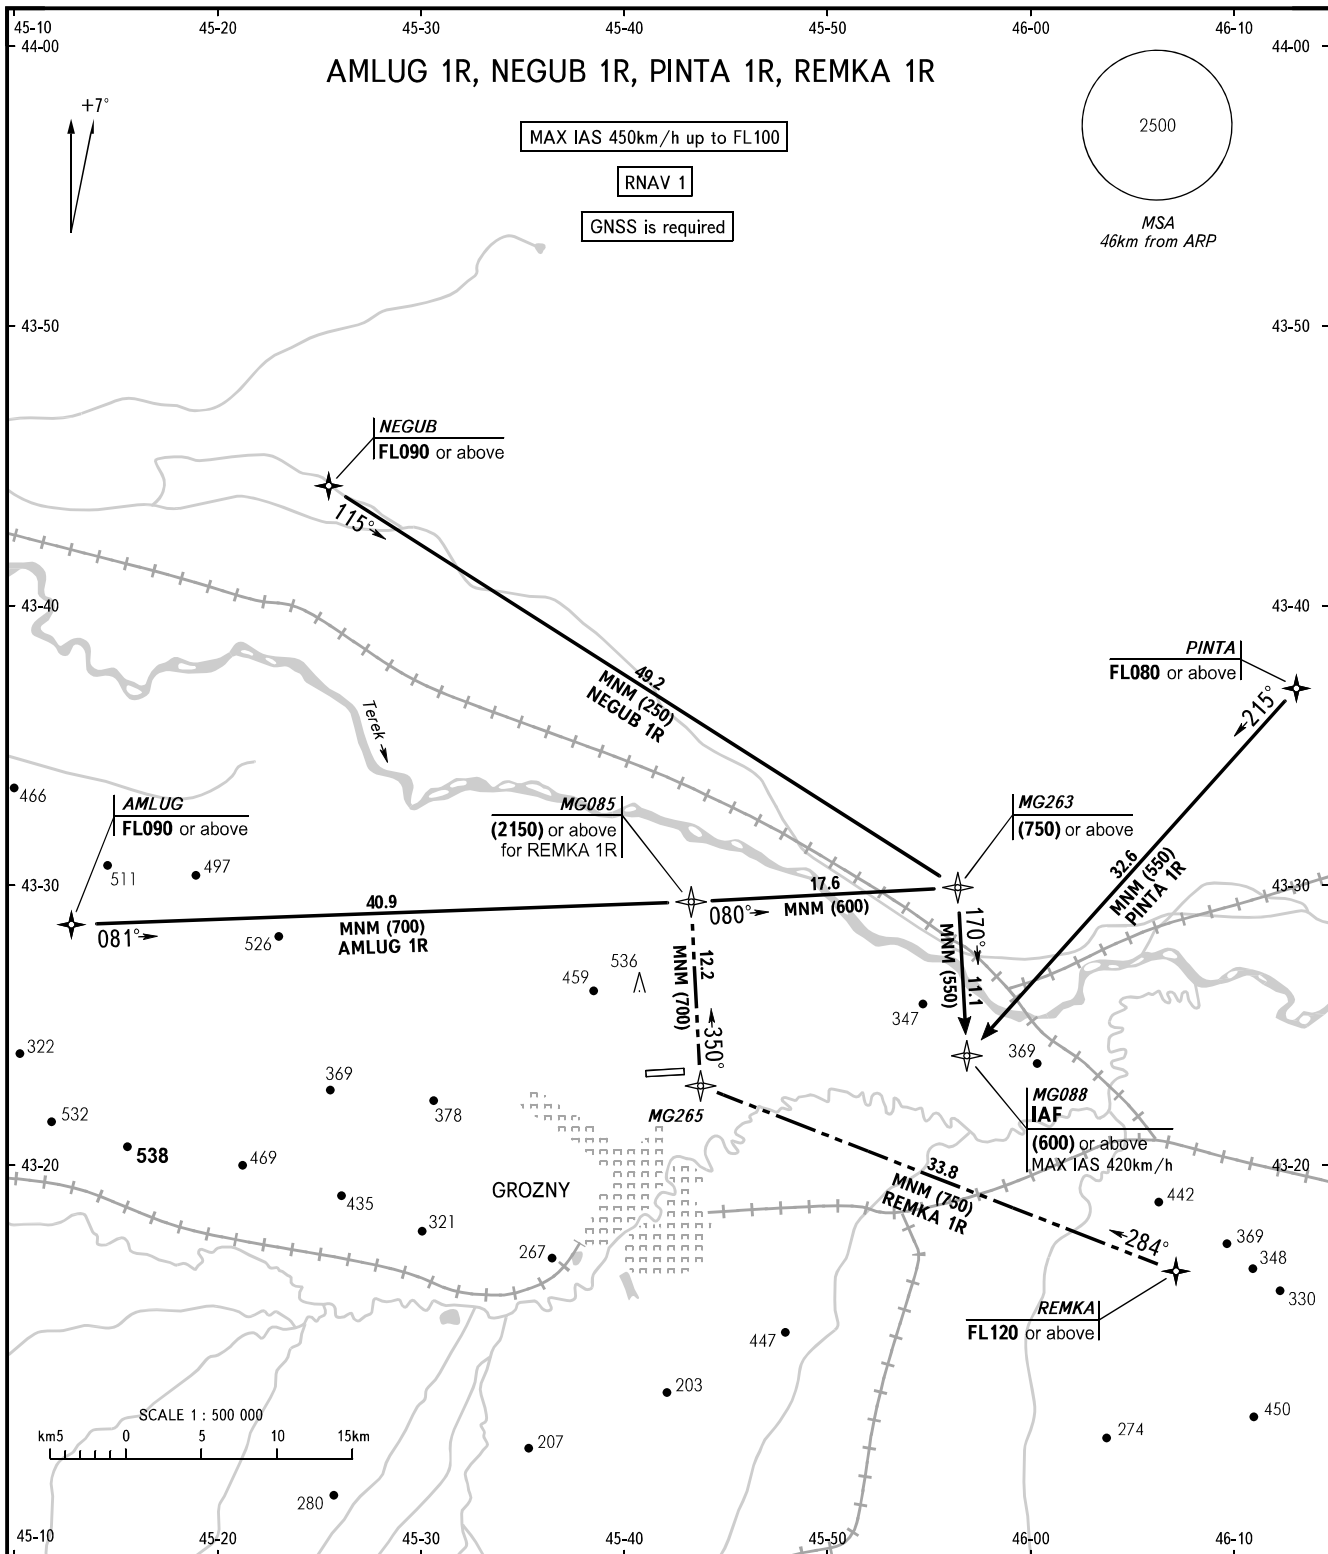 45-10
45-20
45-30
45-40
45-50
46-00
46-10
44-00
44-00
AMLUG 1R, NEGUB 1R, PINTA 1R, REMKA 1R
+7°
MAX IAS 450km/h up to FL100
RNAV 1
GNSS is required
2500
MSA
46km from ARP
43-50
43-50
NEGUB
FL090 or above
115°
43-40
43-40
49.2
MNM (250)
NEGUB 1R
PINTA
FL080 or above
215°
Terek
466
AMLUG
FL090 or above
MG085
(2150) or above
for REMKA 1R
MG263
(750) or above
32.6
MNM (550)
PINTA 1R
511
497
43-30
43-30
40.9
MNM (700)
AMLUG 1R
081°
17.6
MNM (600)
080°
170°
11.1
MNM (550)
526
12.2
MNM (700)
350°
459
536
347
322
369
369
378
532
MG265
MG088
IAF
(600) or above
MAX IAS 420km/h
538
469
43-20
43-20
33.8
MNM (750)
REMKA 1R
GROZNY
435
442
321
284°
369
267
348
330
REMKA
FL120 or above
447
203
450
SCALE 1 : 500 000
km5
0
5
10
15km
207
274
280
45-10
45-20
45-30
45-40
45-50
46-00
46-10